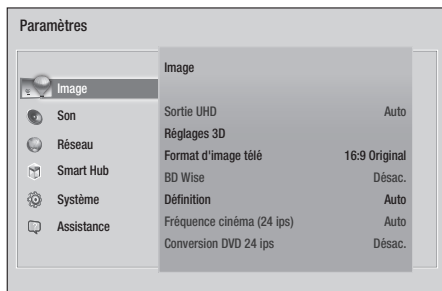 Paramètres
Image
Son
Réseau
Smart Hub
Système
Assistance
Image
Sortie UHD Auto
Réglages 3D
Format d'image télé 16:9 Original
BD Wise Désac.
Définition Auto
Fréquence cinéma (24 ips) Auto
Conversion DVD 24 ips Désac.